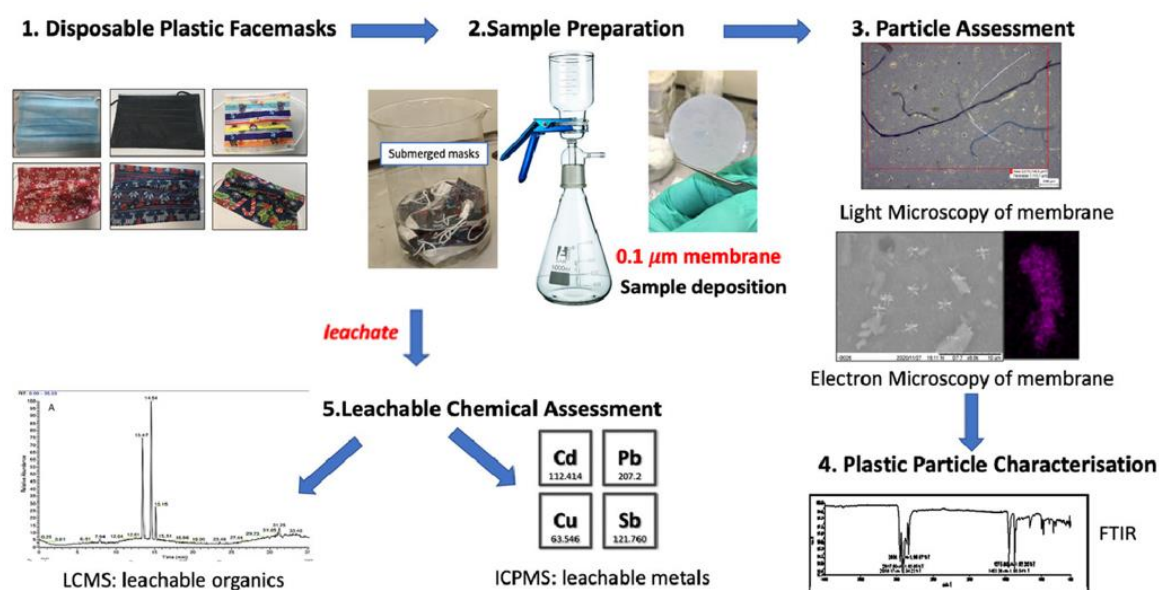 1. Disposable Plastic Facemasks
2.Sample Preparation
3. Particle Assessment
Submerged masks
0.1 μm membrane
Sample deposition
Light Microscopy of membrane
Electron Microscopy of membrane
leachate
5.Leachable Chemical Assessment
A
14.64
Cd
112.414
Pb
207.2
Cu
63.546
Sb
121.760
LCMS: leachable organics
ICPMS: leachable metals
4. Plastic Particle Characterisation
FTIR